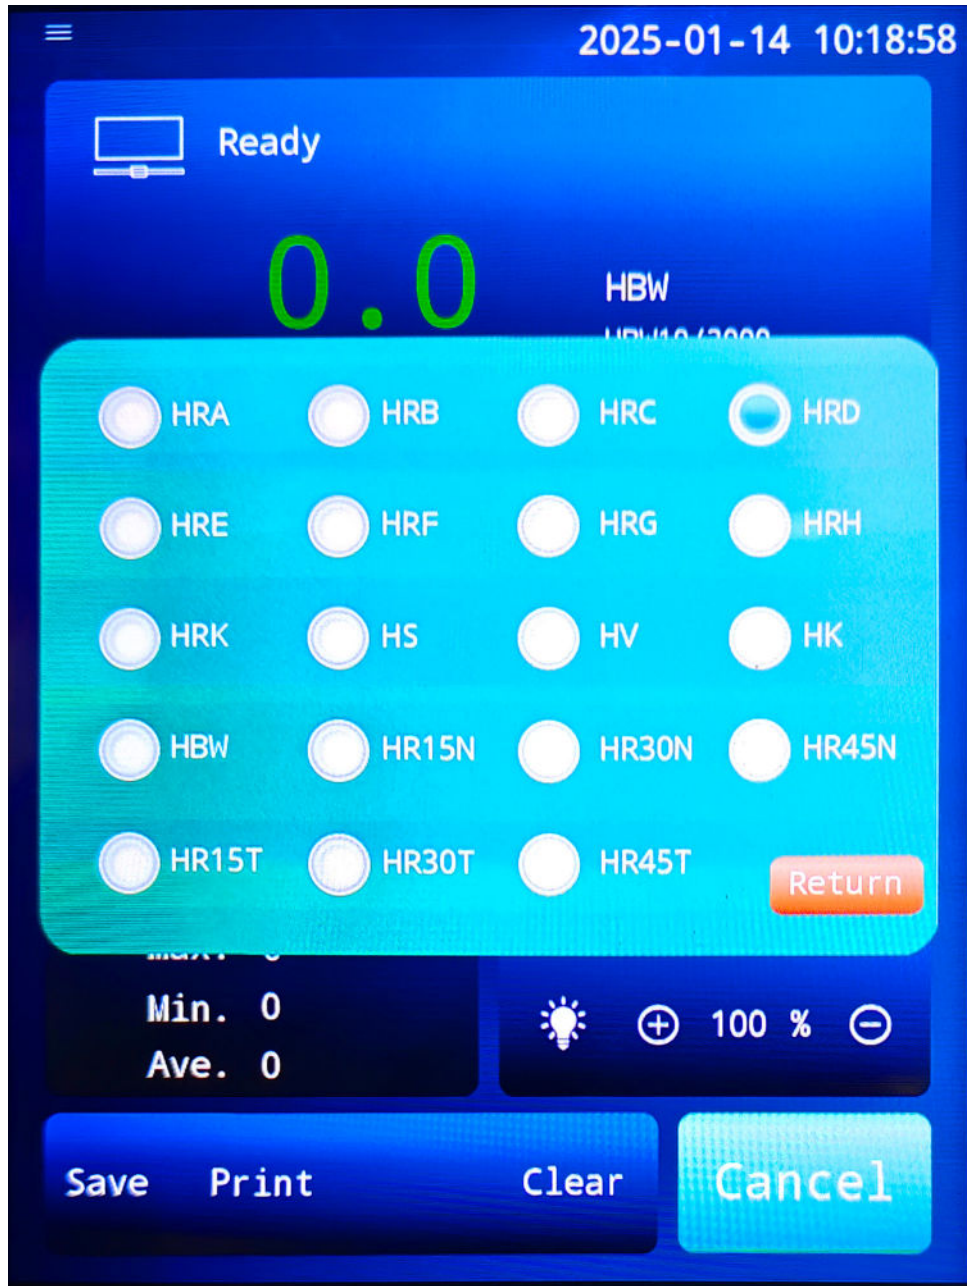 2025-01-14 10:18:58
Ready
0.0
HBW
HRA HRB HRC HRD
HRE HRF HRG HRH
HRK HS HV HK
HBW HR15N HR30N HR45N
HR15T HR30T HR45T
Return
Min. 0
Ave. 0
100 %
Save Print Clear Cancel